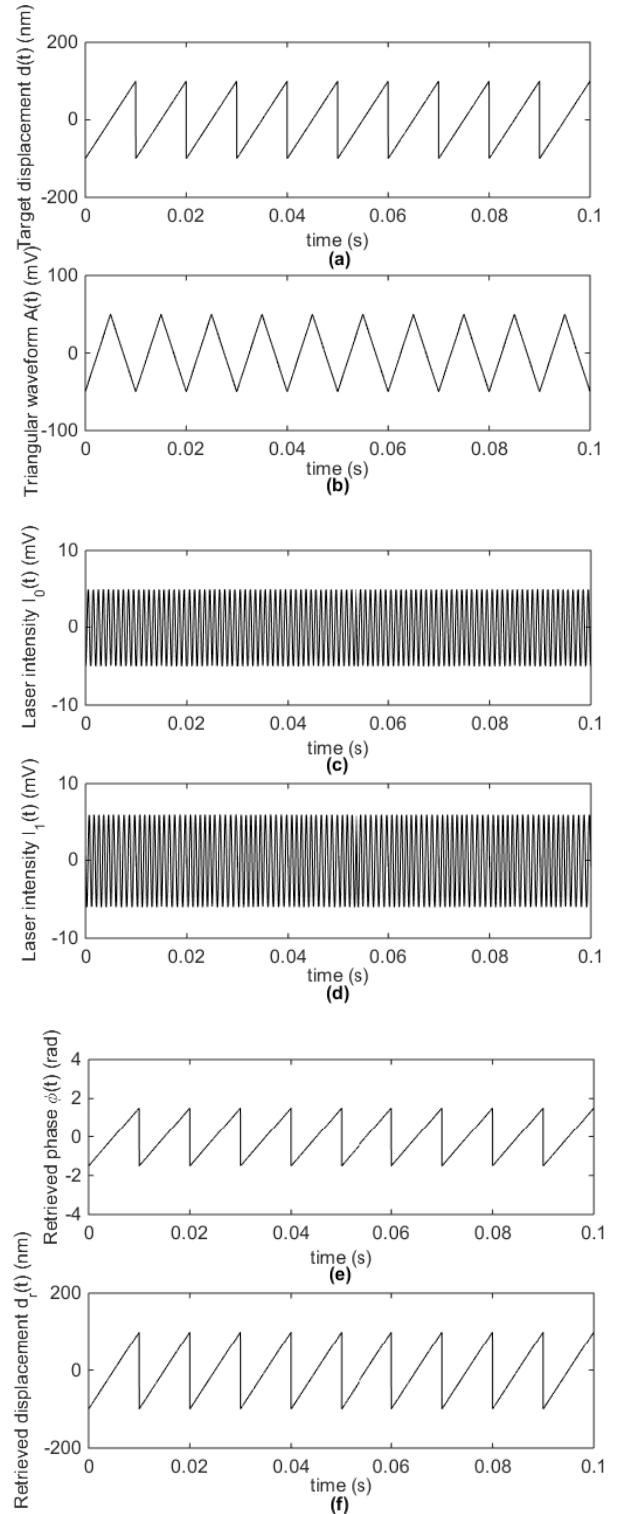 Target displacement d(t) (nm)
200
0
-200
0 0.02 0.04 0.06 0.08 0.1
time (s)
(a)
Triangular waveform A(t) (mV)
100
0
-100
0 0.02 0.04 0.06 0.08 0.1
time (s)
(b)
Laser intensity I_0(t) (mV)
10
0
-10
0 0.02 0.04 0.06 0.08 0.1
time (s)
(c)
Laser intensity I_1(t) (mV)
10
0
-10
0 0.02 0.04 0.06 0.08 0.1
time (s)
(d)
Retrieved phase ϕ(t) (rad)
4
2
0
-2
-4
0 0.02 0.04 0.06 0.08 0.1
time (s)
(e)
Retrieved displacement d_r(t) (nm)
200
0
-200
0 0.02 0.04 0.06 0.08 0.1
time (s)
(f)